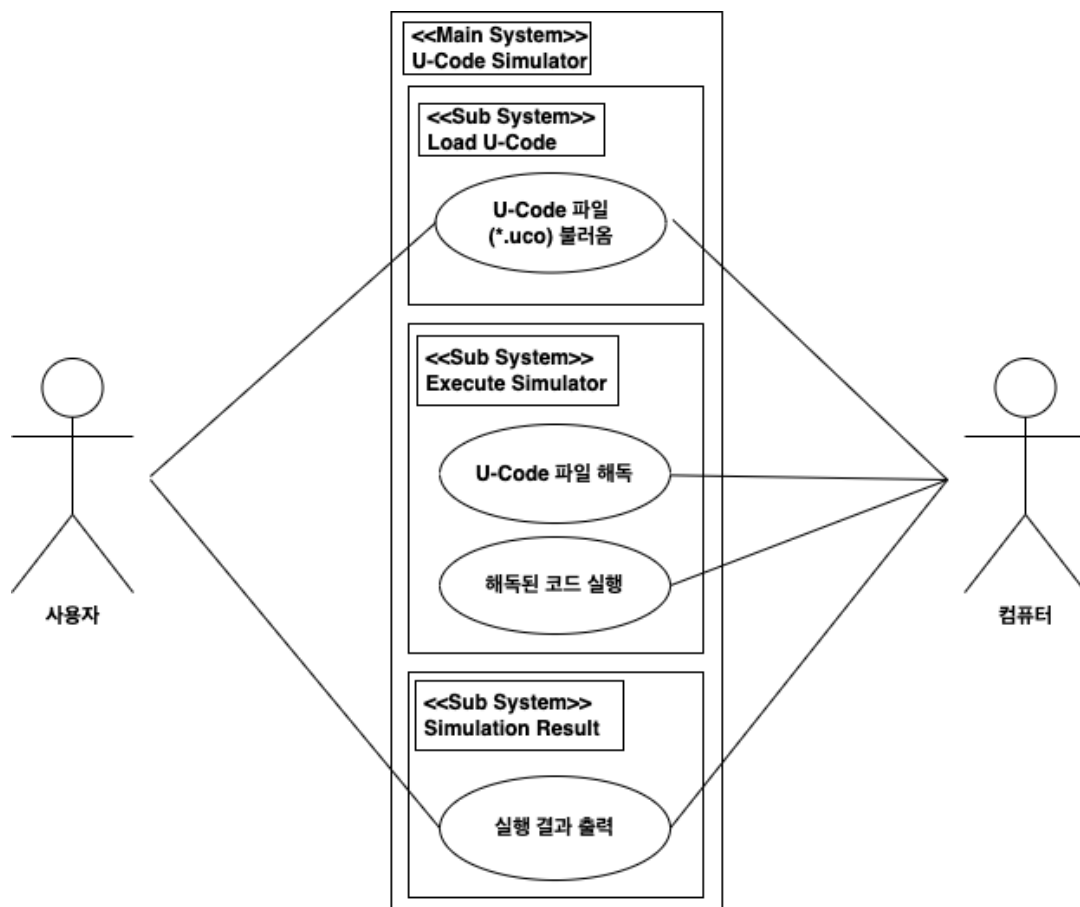 <<Main System>>
U-Code Simulator
<<Sub System>>
Load U-Code
U-Code 파일
(*.uco) 불러옴
<<Sub System>>
Execute Simulator
U-Code 파일 해독
해독된 코드 실행
사용자
컴퓨터
<<Sub System>>
Simulation Result
실행 결과 출력